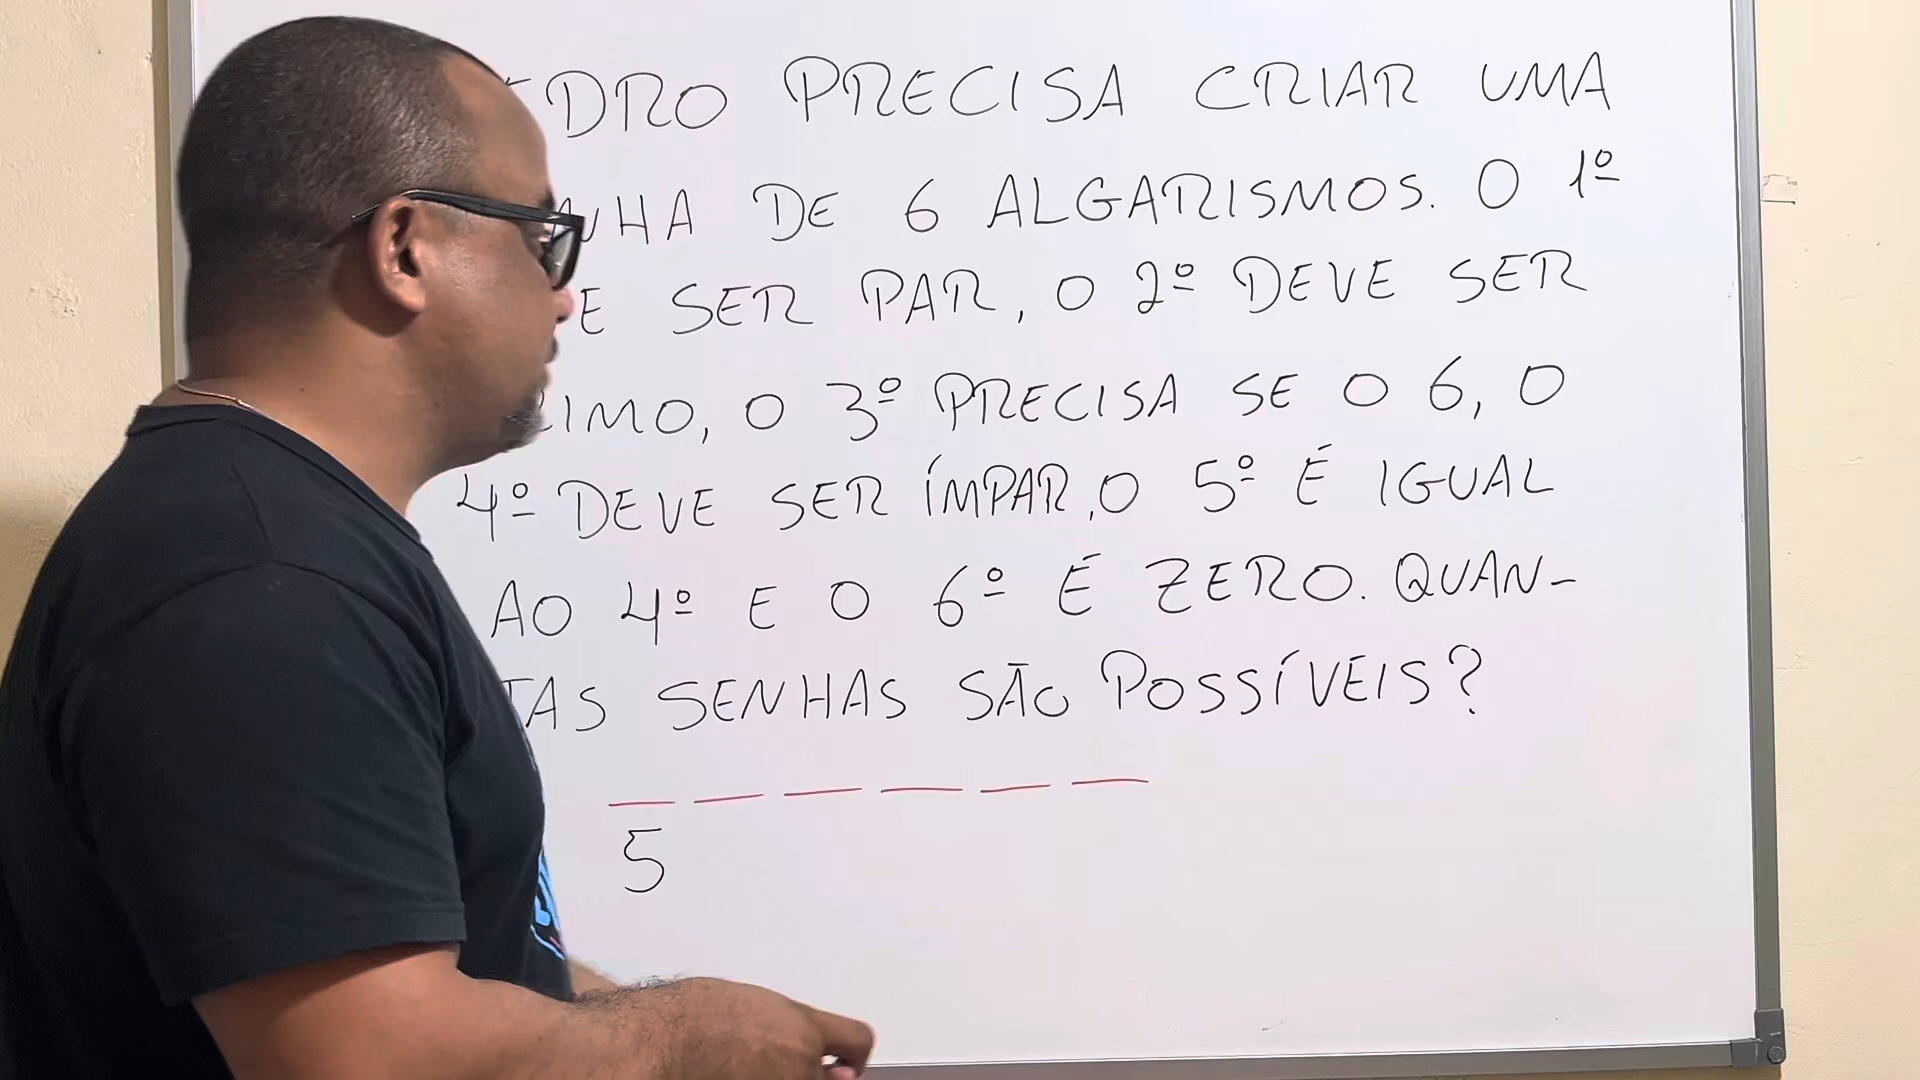 EDRO PRECISA CRIAR UMA
NHA DE 6 ALGARISMOS. O 1º
E SER PAR, O 2º DEVE SER
IMO, O 3º PRECISA SE O 6, O
4º DEVE SER ÍMPAR, O 5º É IGUAL
AO 4º E O 6º É ZERO. QUAN-
TAS SENHAS SÃO POSSÍVEIS?
5